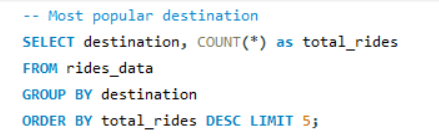 -- Most popular destination
SELECT destination, COUNT(*) as total_rides
FROM rides_data
GROUP BY destination
ORDER BY total_rides DESC LIMIT 5;